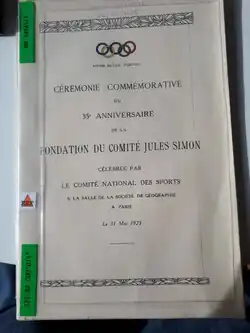 CÉRÉMONIE COMMÉMORATIVE
DU
35e ANNIVERSAIRE
DE LA
FONDATION DU COMITÉ JULES SIMON
CÉLÉBRÉE PAR
LE COMITÉ NATIONAL DES SPORTS
A LA SALLE DE LA SOCIÉTÉ DE GÉOGRAPHIE
A PARIS
Le 31 Mai 1923